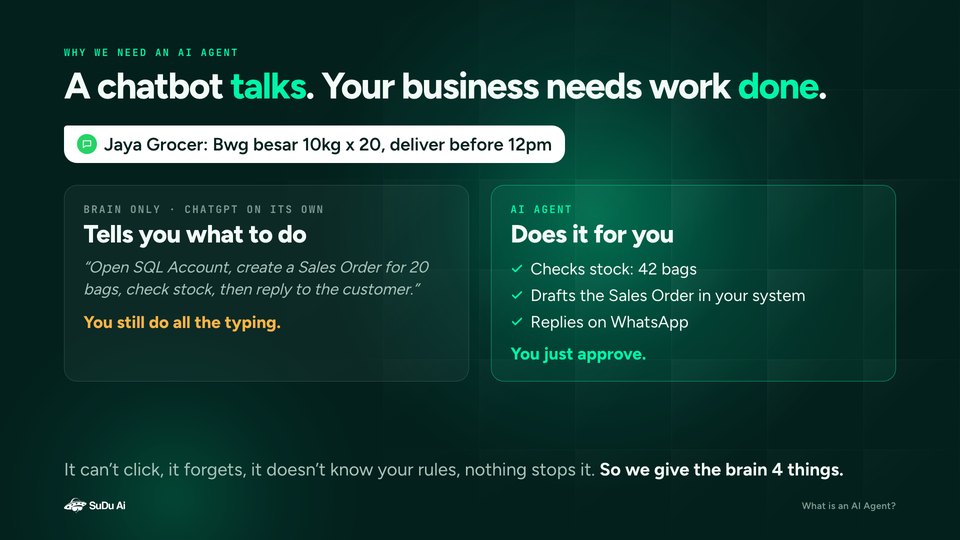 WHY WE NEED AN AI AGENT
A chatbot talks. Your business needs work done.
Jaya Grocer: Bwg besar 10kg x 20, deliver before 12pm
BRAIN ONLY · CHATGPT ON ITS OWN
Tells you what to do
“Open SQL Account, create a Sales Order for 20
bags, check stock, then reply to the customer.”
You still do all the typing.
AI AGENT
Does it for you
Checks stock: 42 bags
Drafts the Sales Order in your system
Replies on WhatsApp
You just approve.
It can’t click, it forgets, it doesn’t know your rules, nothing stops it. So we give the brain 4 things.
SuDu Ai
What is an AI Agent?